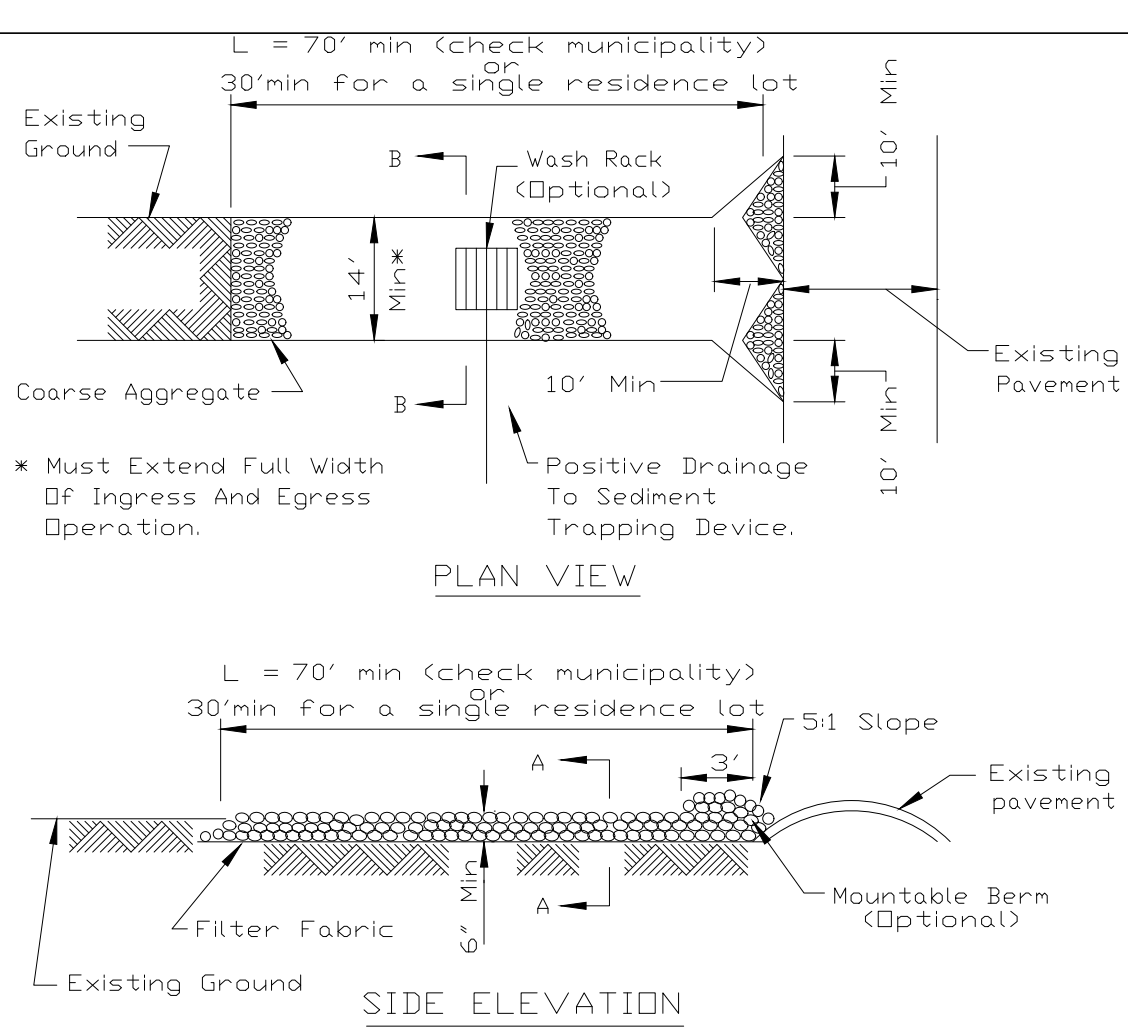 L = 70' min (check municipality)
or
30'min for a single residence lot
10' Min
Existing
Ground
B
Wash Rack
(Optional)
14'
Min*
Coarse Aggregate
B
10' Min
Existing
Pavement
10' Min
* Must Extend Full Width
Of Ingress And Egress
Operation.
Positive Drainage
To Sediment
Trapping Device.
PLAN VIEW
L = 70' min (check municipality)
or
30'min for a single residence lot
5:1 Slope
A
3'
Existing
pavement
6" Min
A
Mountable Berm
(Optional)
Filter Fabric
Existing Ground
SIDE ELEVATION